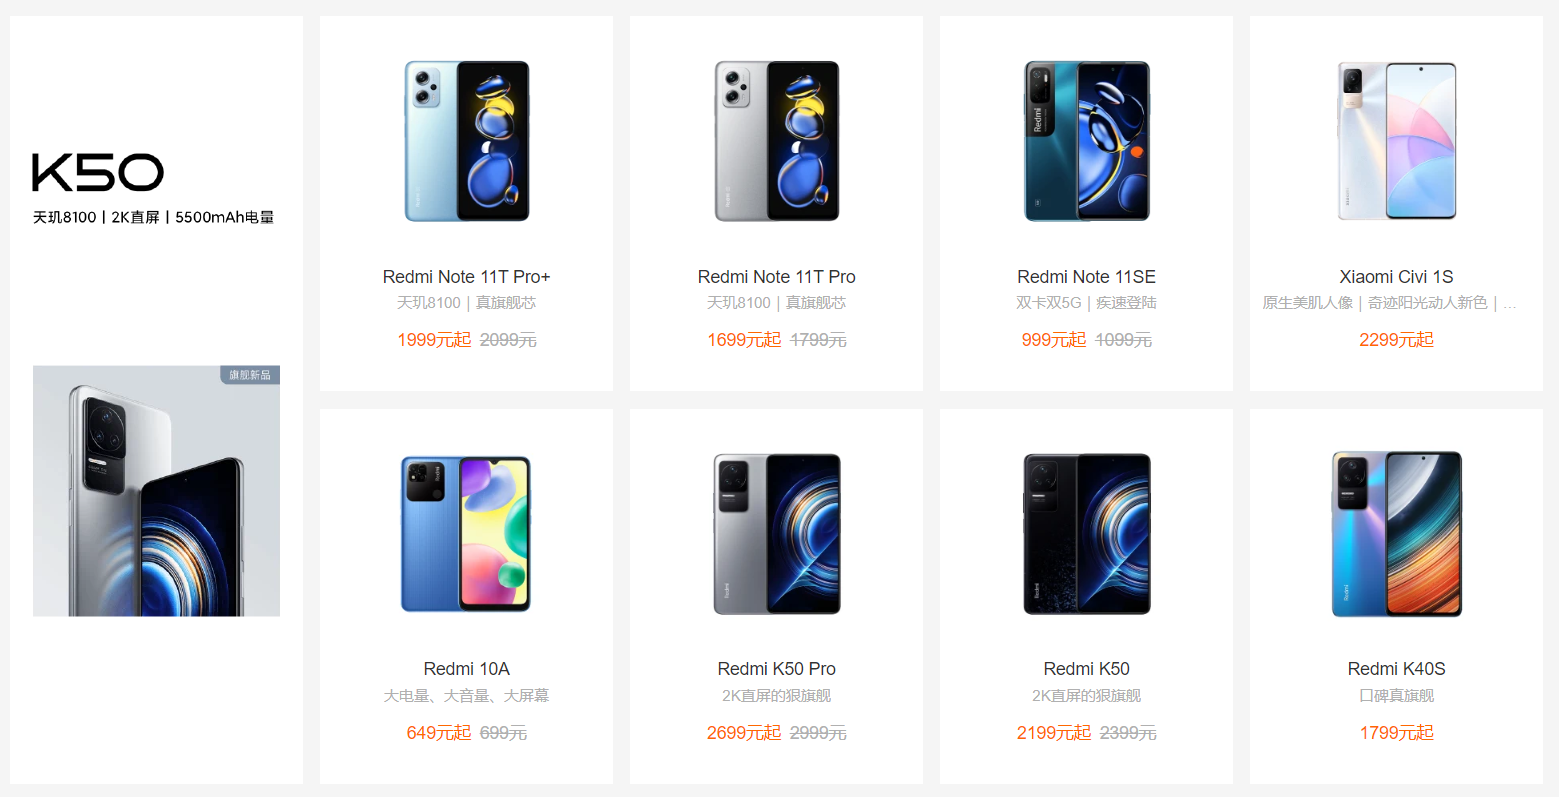 K50
天玑8100丨2K直屏丨5500mAh电量
旗舰新品
Redmi Note 11T Pro+
天玑8100｜真旗舰芯
1999元起 2099元
Redmi Note 11T Pro
天玑8100｜真旗舰芯
1699元起 1799元
Redmi
Redmi Note 11SE
双卡双5G｜疾速登陆
999元起 1099元
Xiaomi Civi 1S
原生美肌人像｜奇迹阳光动人新色｜...
2299元起
Redmi
Redmi 10A
大电量、大音量、大屏幕
649元起 699元
Redmi
Redmi K50 Pro
2K直屏的狠旗舰
2699元起 2999元
Redmi
Redmi K50
2K直屏的狠旗舰
2199元起 2399元
Redmi
Redmi K40S
口碑真旗舰
1799元起